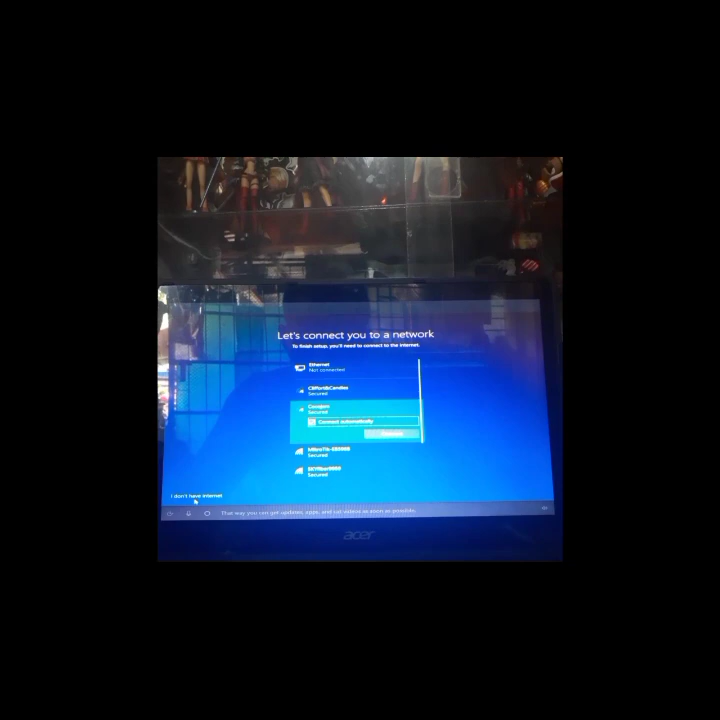 Let's connect you to a network
To finish setup, you'll need to connect to the internet.
Ethernet
Not connected
Secured
Secured
Connect automatically
Connect
Secured
Secured
I don't have internet
That way you can get updates, apps, and cat videos as soon as possible.
acer